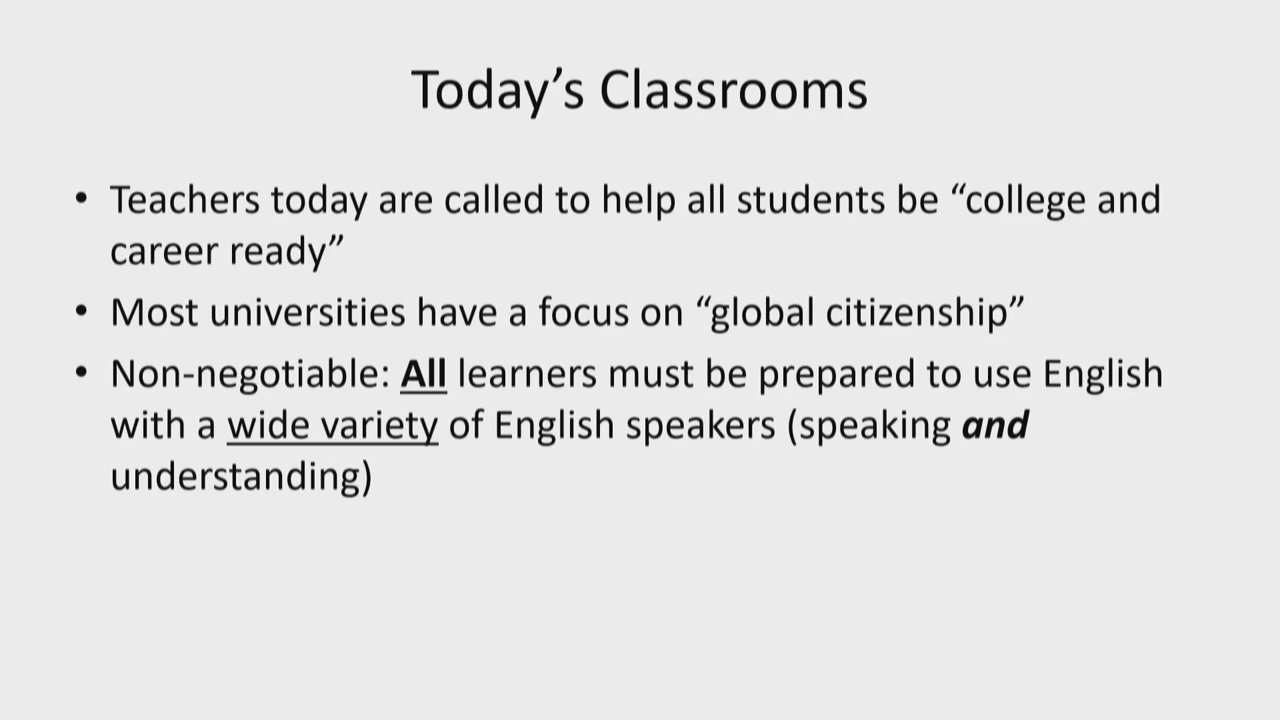 Today’s Classrooms
• Teachers today are called to help all students be “college and
career ready”
• Most universities have a focus on “global citizenship”
• Non-negotiable: All learners must be prepared to use English
with a wide variety of English speakers (speaking and
understanding)